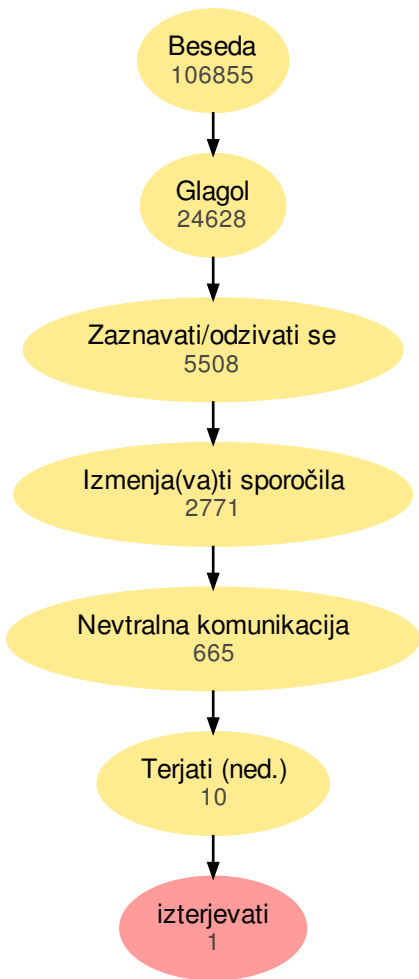 Beseda
106855
Glagol
24628
Zaznavati/odzivati se
5508
Izmenja(va)ti sporočila
2771
Nevtralna komunikacija
665
Terjati (ned.)
10
izterjevati
1